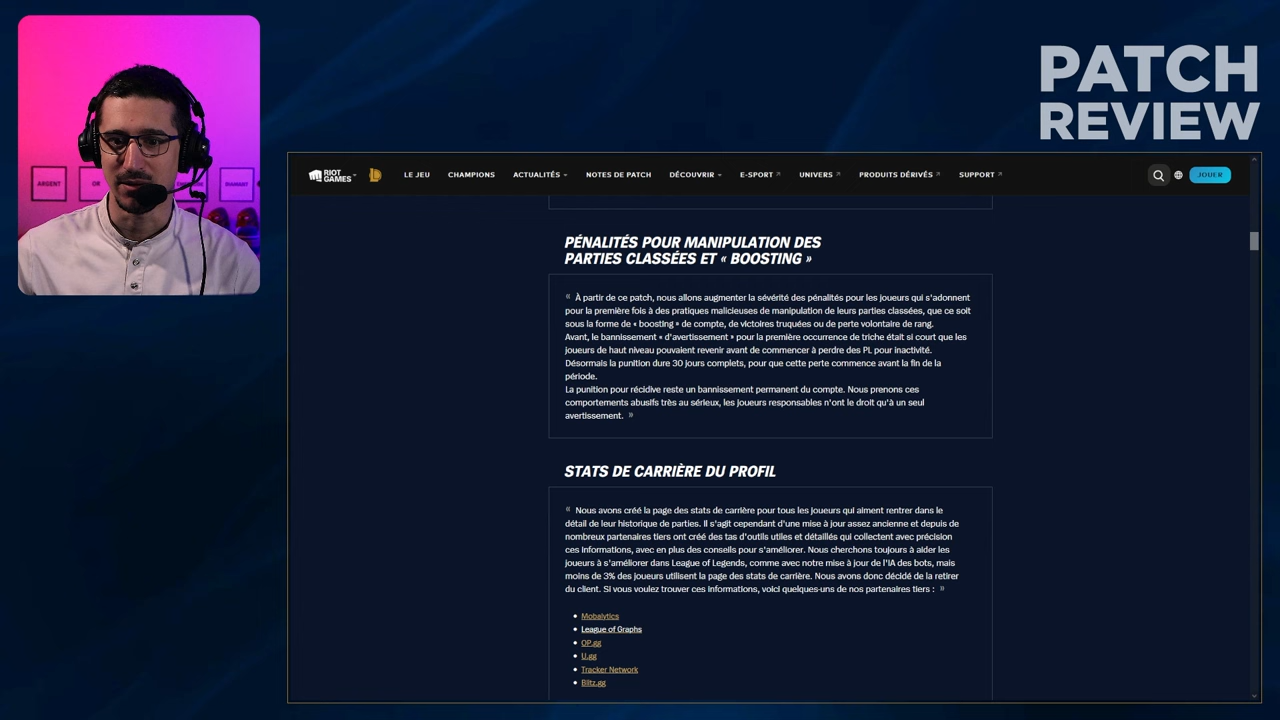 PATCH
REVIEW
ARGENT
OR
DIAMANT
RIOT
GAMES
LE JEU
CHAMPIONS
ACTUALITÉS
NOTES DE PATCH
DÉCOUVRIR
E-SPORT
UNIVERS
PRODUITS DÉRIVÉS
SUPPORT
JOUER
PÉNALITÉS POUR MANIPULATION DES
PARTIES CLASSÉES ET « BOOSTING »
« À partir de ce patch, nous allons augmenter la sévérité des pénalités pour les joueurs qui s'adonnent
pour la première fois à des pratiques malicieuses de manipulation de leurs parties classées, que ce soit
sous la forme de « boosting » de compte, de victoires truquées ou de perte volontaire de rang.
Avant, le bannissement « d'avertissement » pour la première occurrence de triche était si court que les
joueurs de haut niveau pouvaient revenir avant de commencer à perdre des PL pour inactivité.
Désormais la punition dure 30 jours complets, pour que cette perte commence avant la fin de la
période.
La punition pour récidive reste un bannissement permanent du compte. Nous prenons ces
comportements abusifs très au sérieux, les joueurs responsables n'ont le droit qu'à un seul
avertissement. »
STATS DE CARRIÈRE DU PROFIL
« Nous avons créé la page des stats de carrière pour tous les joueurs qui aiment rentrer dans le
détail de leur historique de parties. Il s'agit cependant d'une mise à jour assez ancienne et depuis de
nombreux partenaires tiers ont créé des tas d'outils utiles et détaillés qui collectent avec précision
ces informations, avec en plus des conseils pour s'améliorer. Nous cherchons toujours à aider les
joueurs à s'améliorer dans League of Legends, comme avec notre mise à jour de l'IA des bots, mais
moins de 3% des joueurs utilisent la page des stats de carrière. Nous avons donc décidé de la retirer
du client. Si vous voulez trouver ces informations, voici quelques-uns de nos partenaires tiers : »
Mobalytics
League of Graphs
OP.gg
U.gg
Tracker Network
Blitz.gg